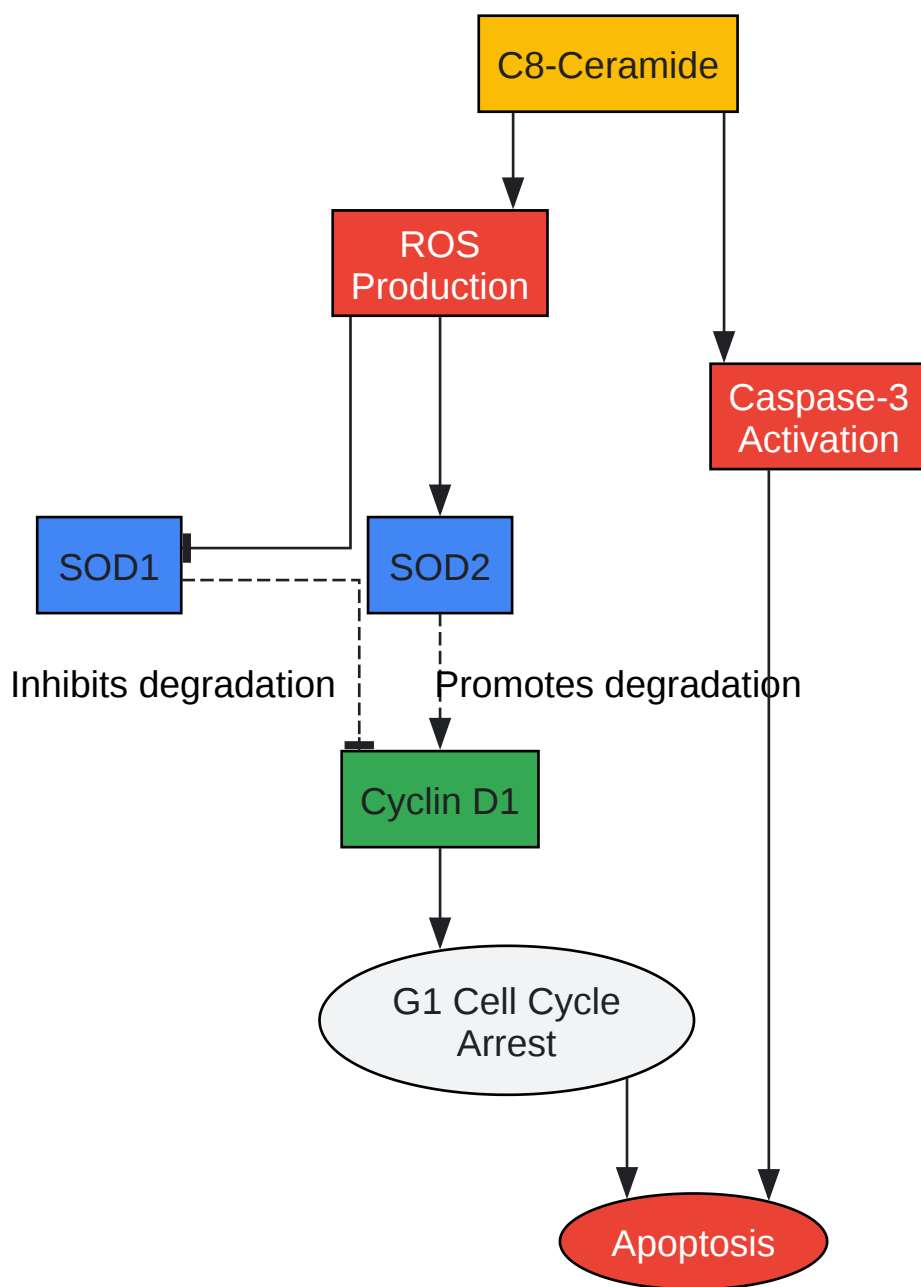 C8-Ceramide
ROS
Production
Caspase-3
Activation
SOD1
SOD2
Inhibits degradation
Promotes degradation
Cyclin D1
G1 Cell Cycle
Arrest
Apoptosis